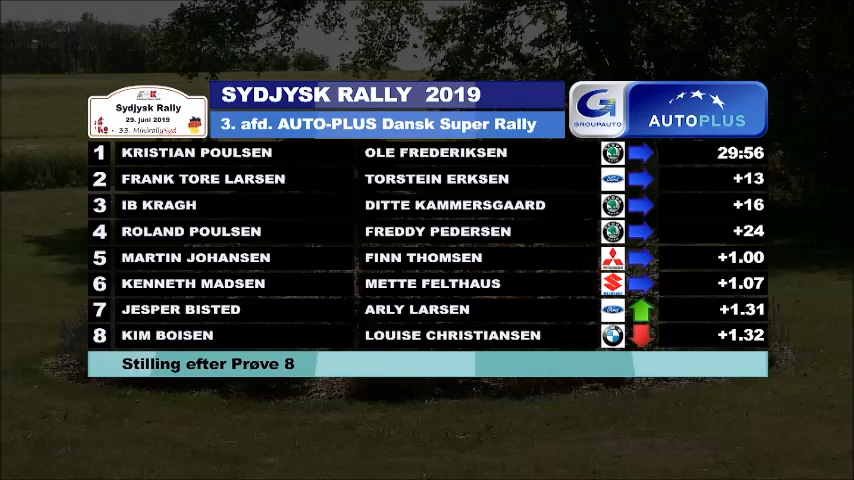 SYDJYSK RALLY 2019
3. afd. AUTO-PLUS Dansk Super Rally
Sydjysk Rally
29. juni 2019
33. MinirallySyd
G
GROUPAUTO
AUTOPLUS
1 KRISTIAN POULSEN OLE FREDERIKSEN 29:56
2 FRANK TORE LARSEN TORSTEIN ERKSEN +13
3 IB KRAGH DITTE KAMMERSGAARD +16
4 ROLAND POULSEN FREDDY PEDERSEN +24
5 MARTIN JOHANSEN FINN THOMSEN +1.00
6 KENNETH MADSEN METTE FELTHAUS +1.07
7 JESPER BISTED ARLY LARSEN +1.31
8 KIM BOISEN LOUISE CHRISTIANSEN +1.32
Stilling efter Prøve 8